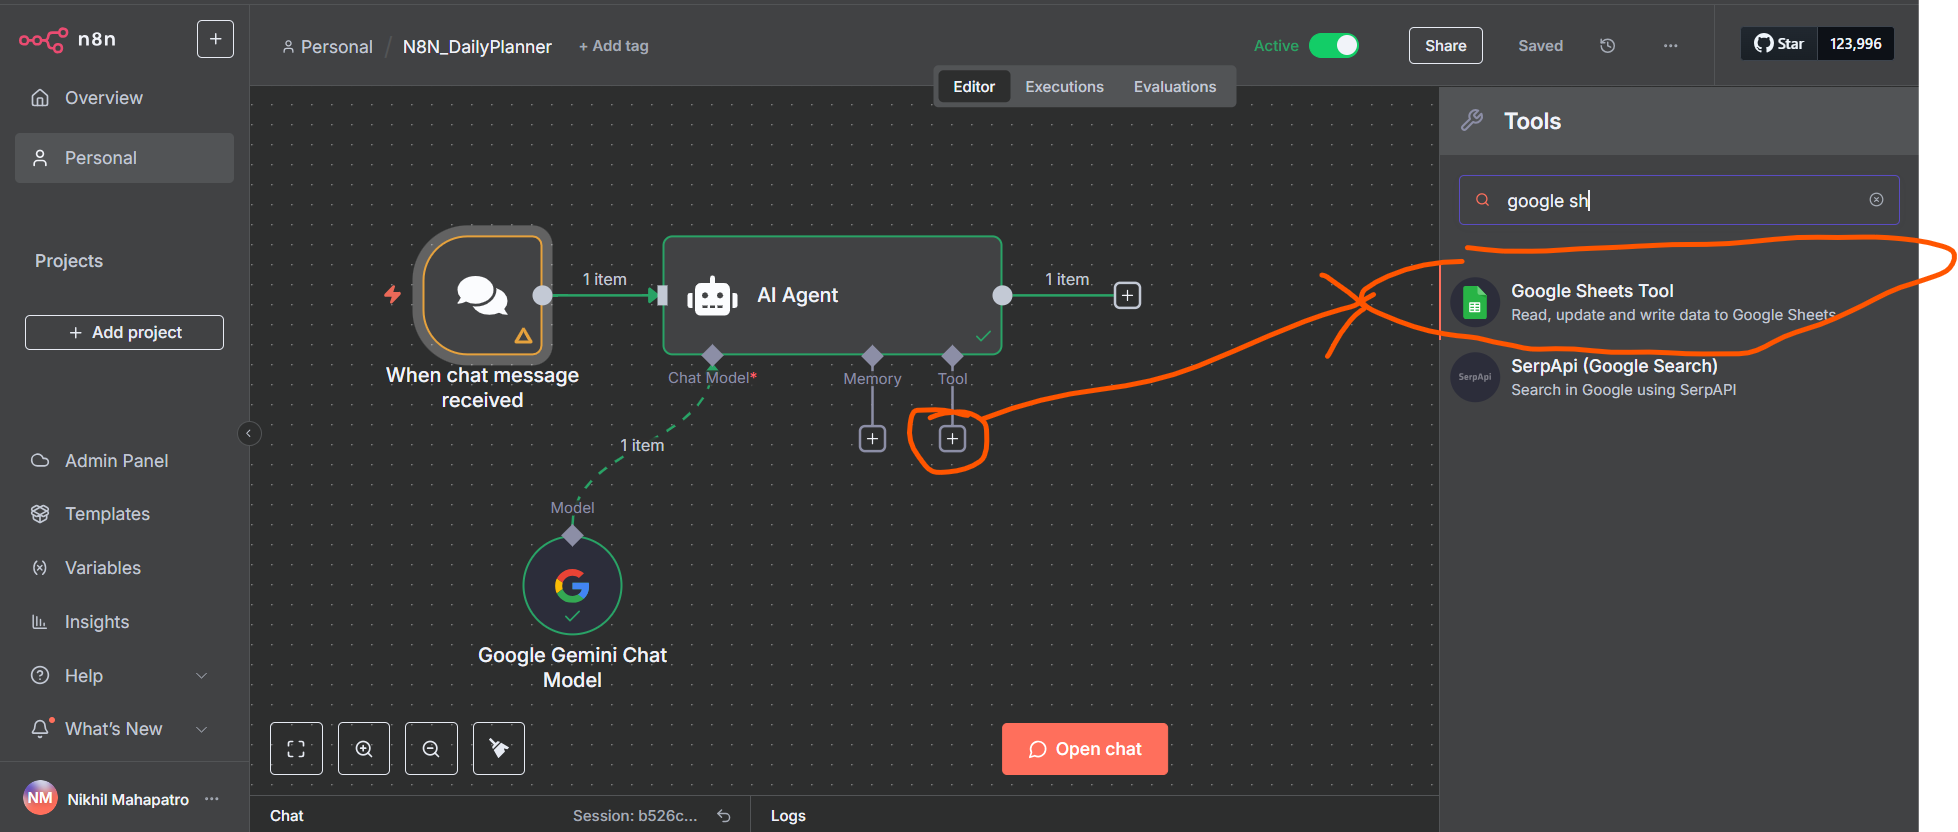 n8n
+
Personal / N8N_DailyPlanner + Add tag
Active
Share
Saved
Star 123,996
Editor Executions Evaluations
Overview
Personal
Projects
+ Add project
Admin Panel
Templates
Variables
Insights
Help
What's New
NM Nikhil Mahapatro
Tools
google sh
Google Sheets Tool
Read, update and write data to Google Sheets
SerpApi
SerpApi (Google Search)
Search in Google using SerpAPI
1 item
AI Agent
1 item
When chat message
received
Chat Model*
Memory
Tool
1 item
Model
Google Gemini Chat
Model
Open chat
Chat
Session: b526c...
Logs